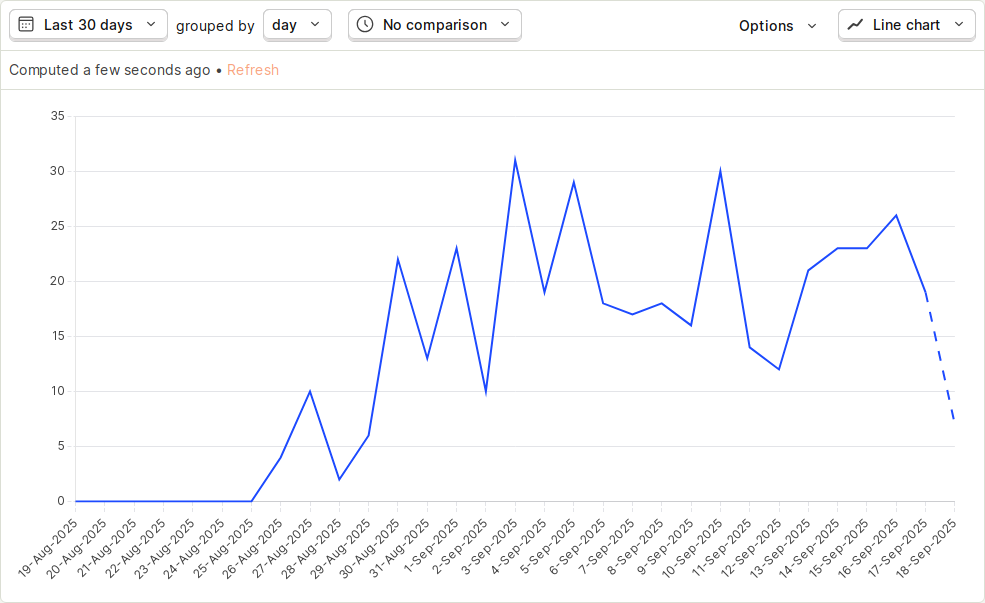 Last 30 days grouped by day No comparison Options Line chart
Computed a few seconds ago • Refresh
35
30
25
20
15
10
5
0
19-Aug-2025
20-Aug-2025
21-Aug-2025
22-Aug-2025
23-Aug-2025
24-Aug-2025
25-Aug-2025
26-Aug-2025
27-Aug-2025
28-Aug-2025
29-Aug-2025
30-Aug-2025
31-Aug-2025
1-Sep-2025
2-Sep-2025
3-Sep-2025
4-Sep-2025
5-Sep-2025
6-Sep-2025
7-Sep-2025
8-Sep-2025
9-Sep-2025
10-Sep-2025
11-Sep-2025
12-Sep-2025
13-Sep-2025
14-Sep-2025
15-Sep-2025
16-Sep-2025
17-Sep-2025
18-Sep-2025